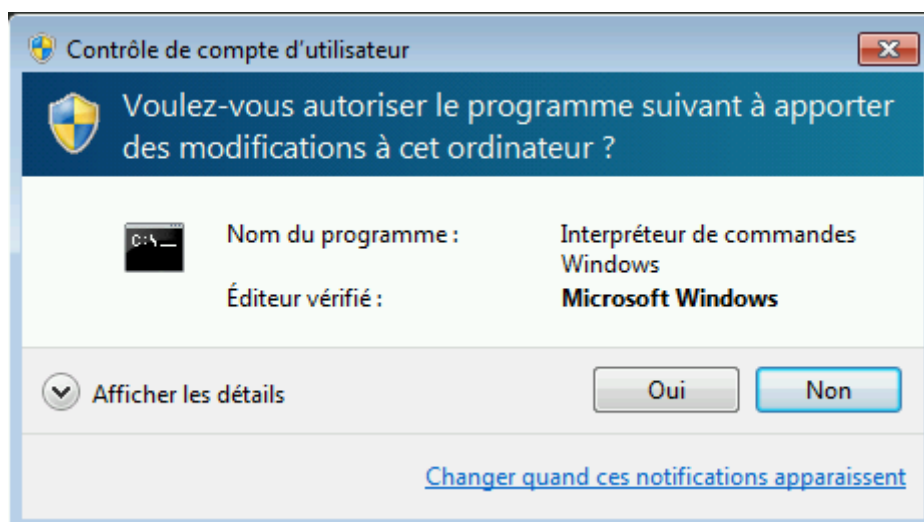 Contrôle de compte d'utilisateur
Voulez-vous autoriser le programme suivant à apporter
des modifications à cet ordinateur ?
C:\
Nom du programme :
Interpréteur de commandes
Windows
Éditeur vérifié :
Microsoft Windows
Afficher les détails
Oui
Non
Changer quand ces notifications apparaissent